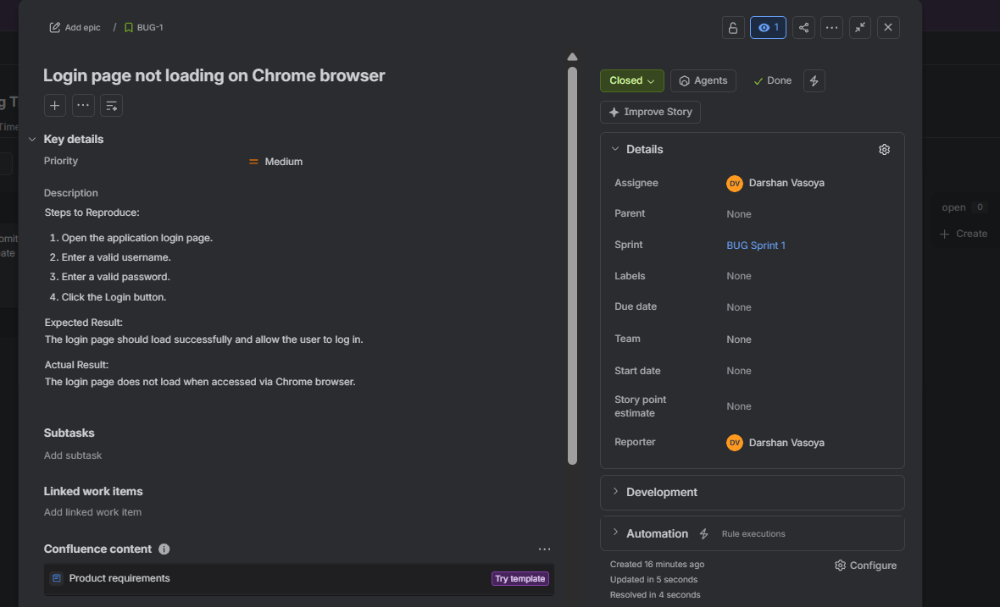 Add epic / BUG-1
1
Login page not loading on Chrome browser
Closed
Agents
Done
Improve Story
Key details
Priority
Medium
Description
Steps to Reproduce:
1. Open the application login page.
2. Enter a valid username.
3. Enter a valid password.
4. Click the Login button.
Expected Result:
The login page should load successfully and allow the user to log in.
Actual Result:
The login page does not load when accessed via Chrome browser.
Subtasks
Add subtask
Linked work items
Add linked work item
Confluence content
Product requirements
Try template
Details
Assignee
DV Darshan Vasoya
Parent
None
Sprint
BUG Sprint 1
Labels
None
Due date
None
Team
None
Start date
None
Story point
estimate
None
Reporter
DV Darshan Vasoya
Development
Automation
Rule executions
Created 16 minutes ago
Updated in 5 seconds
Resolved in 4 seconds
Configure
open 0
Create